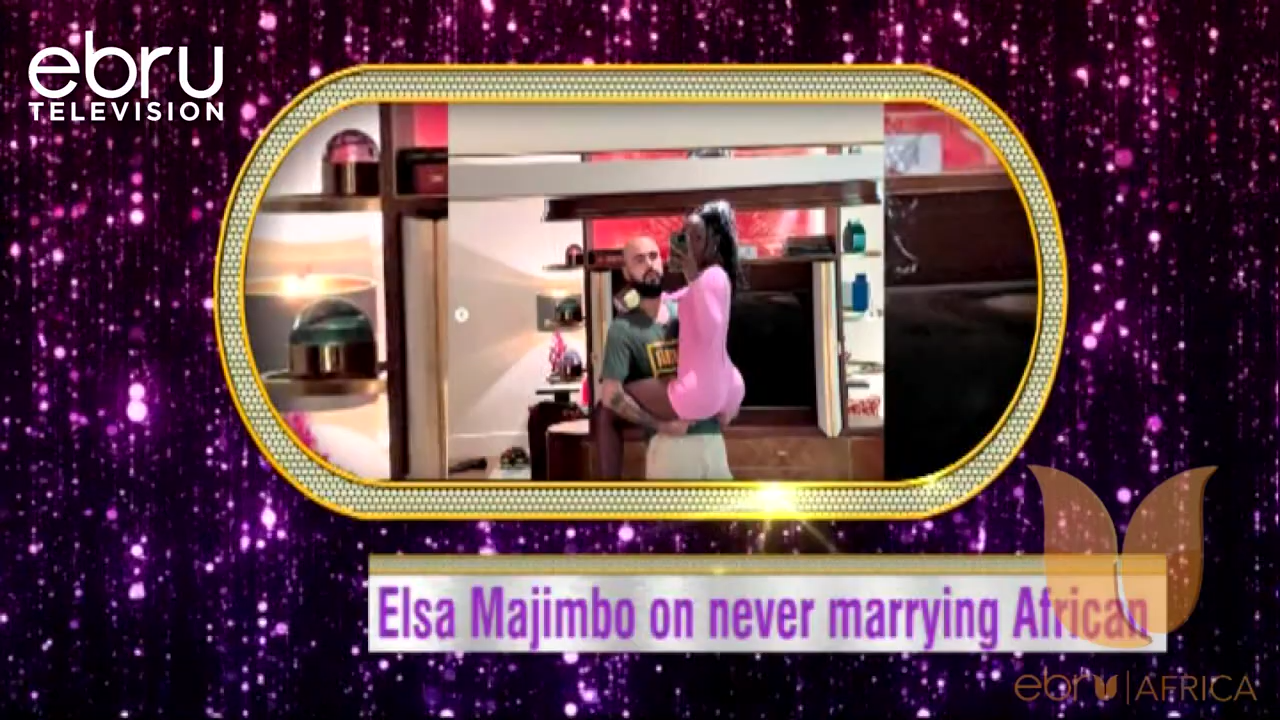 ebru
TELEVISION
Elsa Majimbo on never marrying African
ebru AFRICA